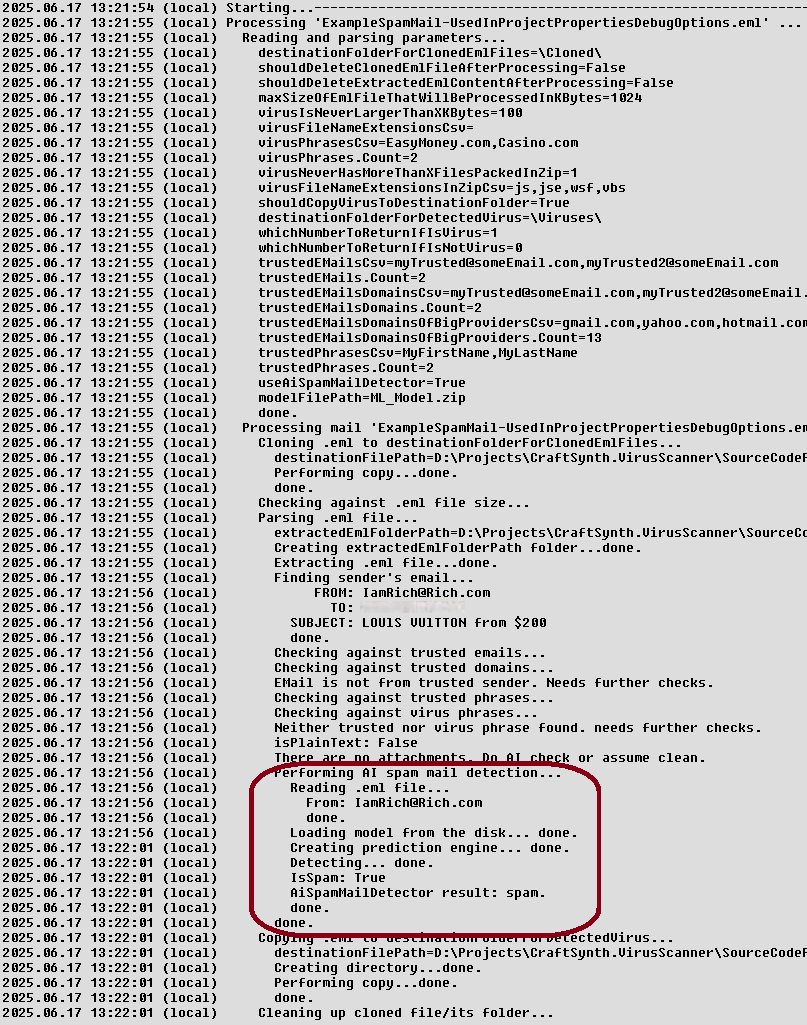 2025.06.17 13:21:54 (local) Starting...------------------------------------------------------------
2025.06.17 13:21:55 (local) Processing 'ExampleSpamMail-UsedInProjectPropertiesDebugOptions.eml' ...
2025.06.17 13:21:55 (local)   Reading and parsing parameters...
2025.06.17 13:21:55 (local)     destinationFolderForClonedEmlFiles=\Cloned\
2025.06.17 13:21:55 (local)     shouldDeleteClonedEmlFileAfterProcessing=False
2025.06.17 13:21:55 (local)     shouldDeleteExtractedEmlContentAfterProcessing=False
2025.06.17 13:21:55 (local)     maxSizeOfEmlFileThatWillBeProcessedInKBytes=1024
2025.06.17 13:21:55 (local)     virusIsNeverLargerThanXKBytes=100
2025.06.17 13:21:55 (local)     virusFileNameExtensionsCsv=
2025.06.17 13:21:55 (local)     virusPhrasesCsv=EasyMoney.com,Casino.com
2025.06.17 13:21:55 (local)     virusPhrases.Count=2
2025.06.17 13:21:55 (local)     virusNeverHasMoreThanXFilesPackedInZip=1
2025.06.17 13:21:55 (local)     virusFileNameExtensionsInZipCsv=js,jse,wsf,vbs
2025.06.17 13:21:55 (local)     shouldCopyVirusToDestinationFolder=True
2025.06.17 13:21:55 (local)     destinationFolderForDetectedVirus=\Viruses\
2025.06.17 13:21:55 (local)     whichNumberToReturnIfIsVirus=1
2025.06.17 13:21:55 (local)     whichNumberToReturnIfIsNotVirus=0
2025.06.17 13:21:55 (local)     trustedEMailsCsv=myTrusted@someEmail.com,myTrusted2@someEmail.com
2025.06.17 13:21:55 (local)     trustedEMails.Count=2
2025.06.17 13:21:55 (local)     trustedEMailsDomainsCsv=myTrusted@someEmail.com,myTrusted2@someEmail.
2025.06.17 13:21:55 (local)     trustedEMailsDomains.Count=2
2025.06.17 13:21:55 (local)     trustedEMailsDomainsOfBigProvidersCsv=gmail.com,yahoo.com,hotmail.com
2025.06.17 13:21:55 (local)     trustedEMailsDomainsOfBigProviders.Count=13
2025.06.17 13:21:55 (local)     trustedPhrasesCsv=MyFirstName,MyLastName
2025.06.17 13:21:55 (local)     trustedPhrases.Count=2
2025.06.17 13:21:55 (local)     useAiSpamMailDetector=True
2025.06.17 13:21:55 (local)     modelFilePath=ML_Model.zip
2025.06.17 13:21:55 (local)     done.
2025.06.17 13:21:55 (local)   Processing mail 'ExampleSpamMail-UsedInProjectPropertiesDebugOptions.em
2025.06.17 13:21:55 (local)     Cloning .eml to destinationFolderForClonedEmlFiles...
2025.06.17 13:21:55 (local)       destinationFilePath=D:\Projects\CraftSynth.VirusScanner\SourceCodeF
2025.06.17 13:21:55 (local)       Performing copy...done.
2025.06.17 13:21:55 (local)       done.
2025.06.17 13:21:55 (local)     Checking against .eml file size...
2025.06.17 13:21:55 (local)     Parsing .eml file...
2025.06.17 13:21:55 (local)       extractedEmlFolderPath=D:\Projects\CraftSynth.VirusScanner\SourceCo
2025.06.17 13:21:55 (local)       Creating extractedEmlFolderPath folder...done.
2025.06.17 13:21:55 (local)       Extracting .eml file...done.
2025.06.17 13:21:55 (local)       Finding sender's email...
2025.06.17 13:21:56 (local)            FROM: IamRich@Rich.com
2025.06.17 13:21:56 (local)              TO:
2025.06.17 13:21:56 (local)         SUBJECT: LOUlS VUlTTON from $200
2025.06.17 13:21:56 (local)         done.
2025.06.17 13:21:56 (local)       Checking against trusted emails...
2025.06.17 13:21:56 (local)       Checking against trusted domains...
2025.06.17 13:21:56 (local)       EMail is not from trusted sender. Needs further checks.
2025.06.17 13:21:56 (local)       Checking against trusted phrases...
2025.06.17 13:21:56 (local)       Checking against virus phrases...
2025.06.17 13:21:56 (local)       Neither trusted nor virus phrase found. needs further checks.
2025.06.17 13:21:56 (local)       isPlainText: False
2025.06.17 13:21:56 (local)       There are no attachments. Do AI check or assume clean.
2025.06.17 13:21:56 (local)       Performing AI spam mail detection...
2025.06.17 13:21:56 (local)         Reading .eml file...
2025.06.17 13:21:56 (local)           From: IamRich@Rich.com
2025.06.17 13:21:56 (local)           done.
2025.06.17 13:21:56 (local)         Loading model from the disk... done.
2025.06.17 13:22:01 (local)         Creating prediction engine... done.
2025.06.17 13:22:01 (local)         Detecting... done.
2025.06.17 13:22:01 (local)         IsSpam: True
2025.06.17 13:22:01 (local)         AiSpamMailDetector result: spam.
2025.06.17 13:22:01 (local)         done.
2025.06.17 13:22:01 (local)       done.
2025.06.17 13:22:01 (local)     Copying .eml to destinationFolderForDetectedVirus...
2025.06.17 13:22:01 (local)       destinationFilePath=D:\Projects\CraftSynth.VirusScanner\SourceCodeF
2025.06.17 13:22:01 (local)       Creating directory...done.
2025.06.17 13:22:01 (local)       Performing copy...done.
2025.06.17 13:22:01 (local)       done.
2025.06.17 13:22:01 (local)     Cleaning up cloned file/its folder...